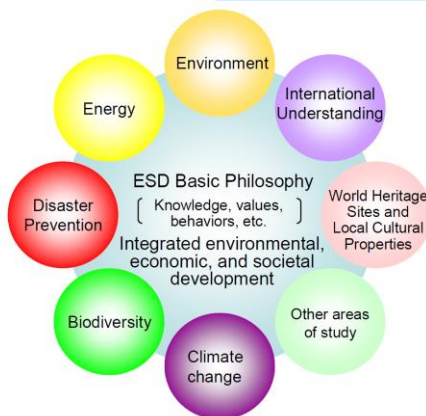 Environment
International
Understanding
World Heritage
Sites and
Local Cultural
Properties
Other areas
of study
Climate
change
Biodiversity
Disaster
Prevention
Energy
ESD Basic Philosophy
[ Knowledge, values,
behaviors, etc. ]
Integrated environmental,
economic, and societal
development